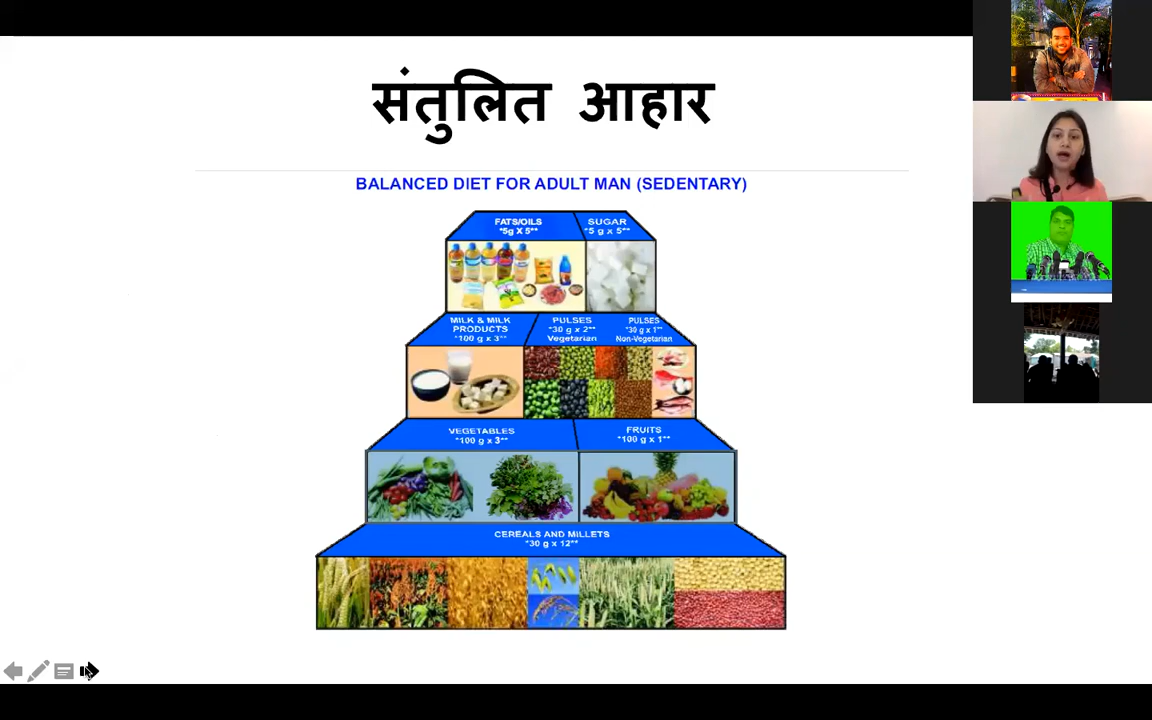 संतुलित आहार
BALANCED DIET FOR ADULT MAN (SEDENTARY)
FATS/OILS
*5g X 5**
SUGAR
*5 g x 5**
MILK & MILK
PRODUCTS
*100 g x 3**
PULSES
*30 g x 2**
Vegetarian
PULSES
*30 g x 1**
Non-Vegetarian
VEGETABLES
*100 g x 3**
FRUITS
*100 g x 1**
CEREALS AND MILLETS
*30 g x 12**